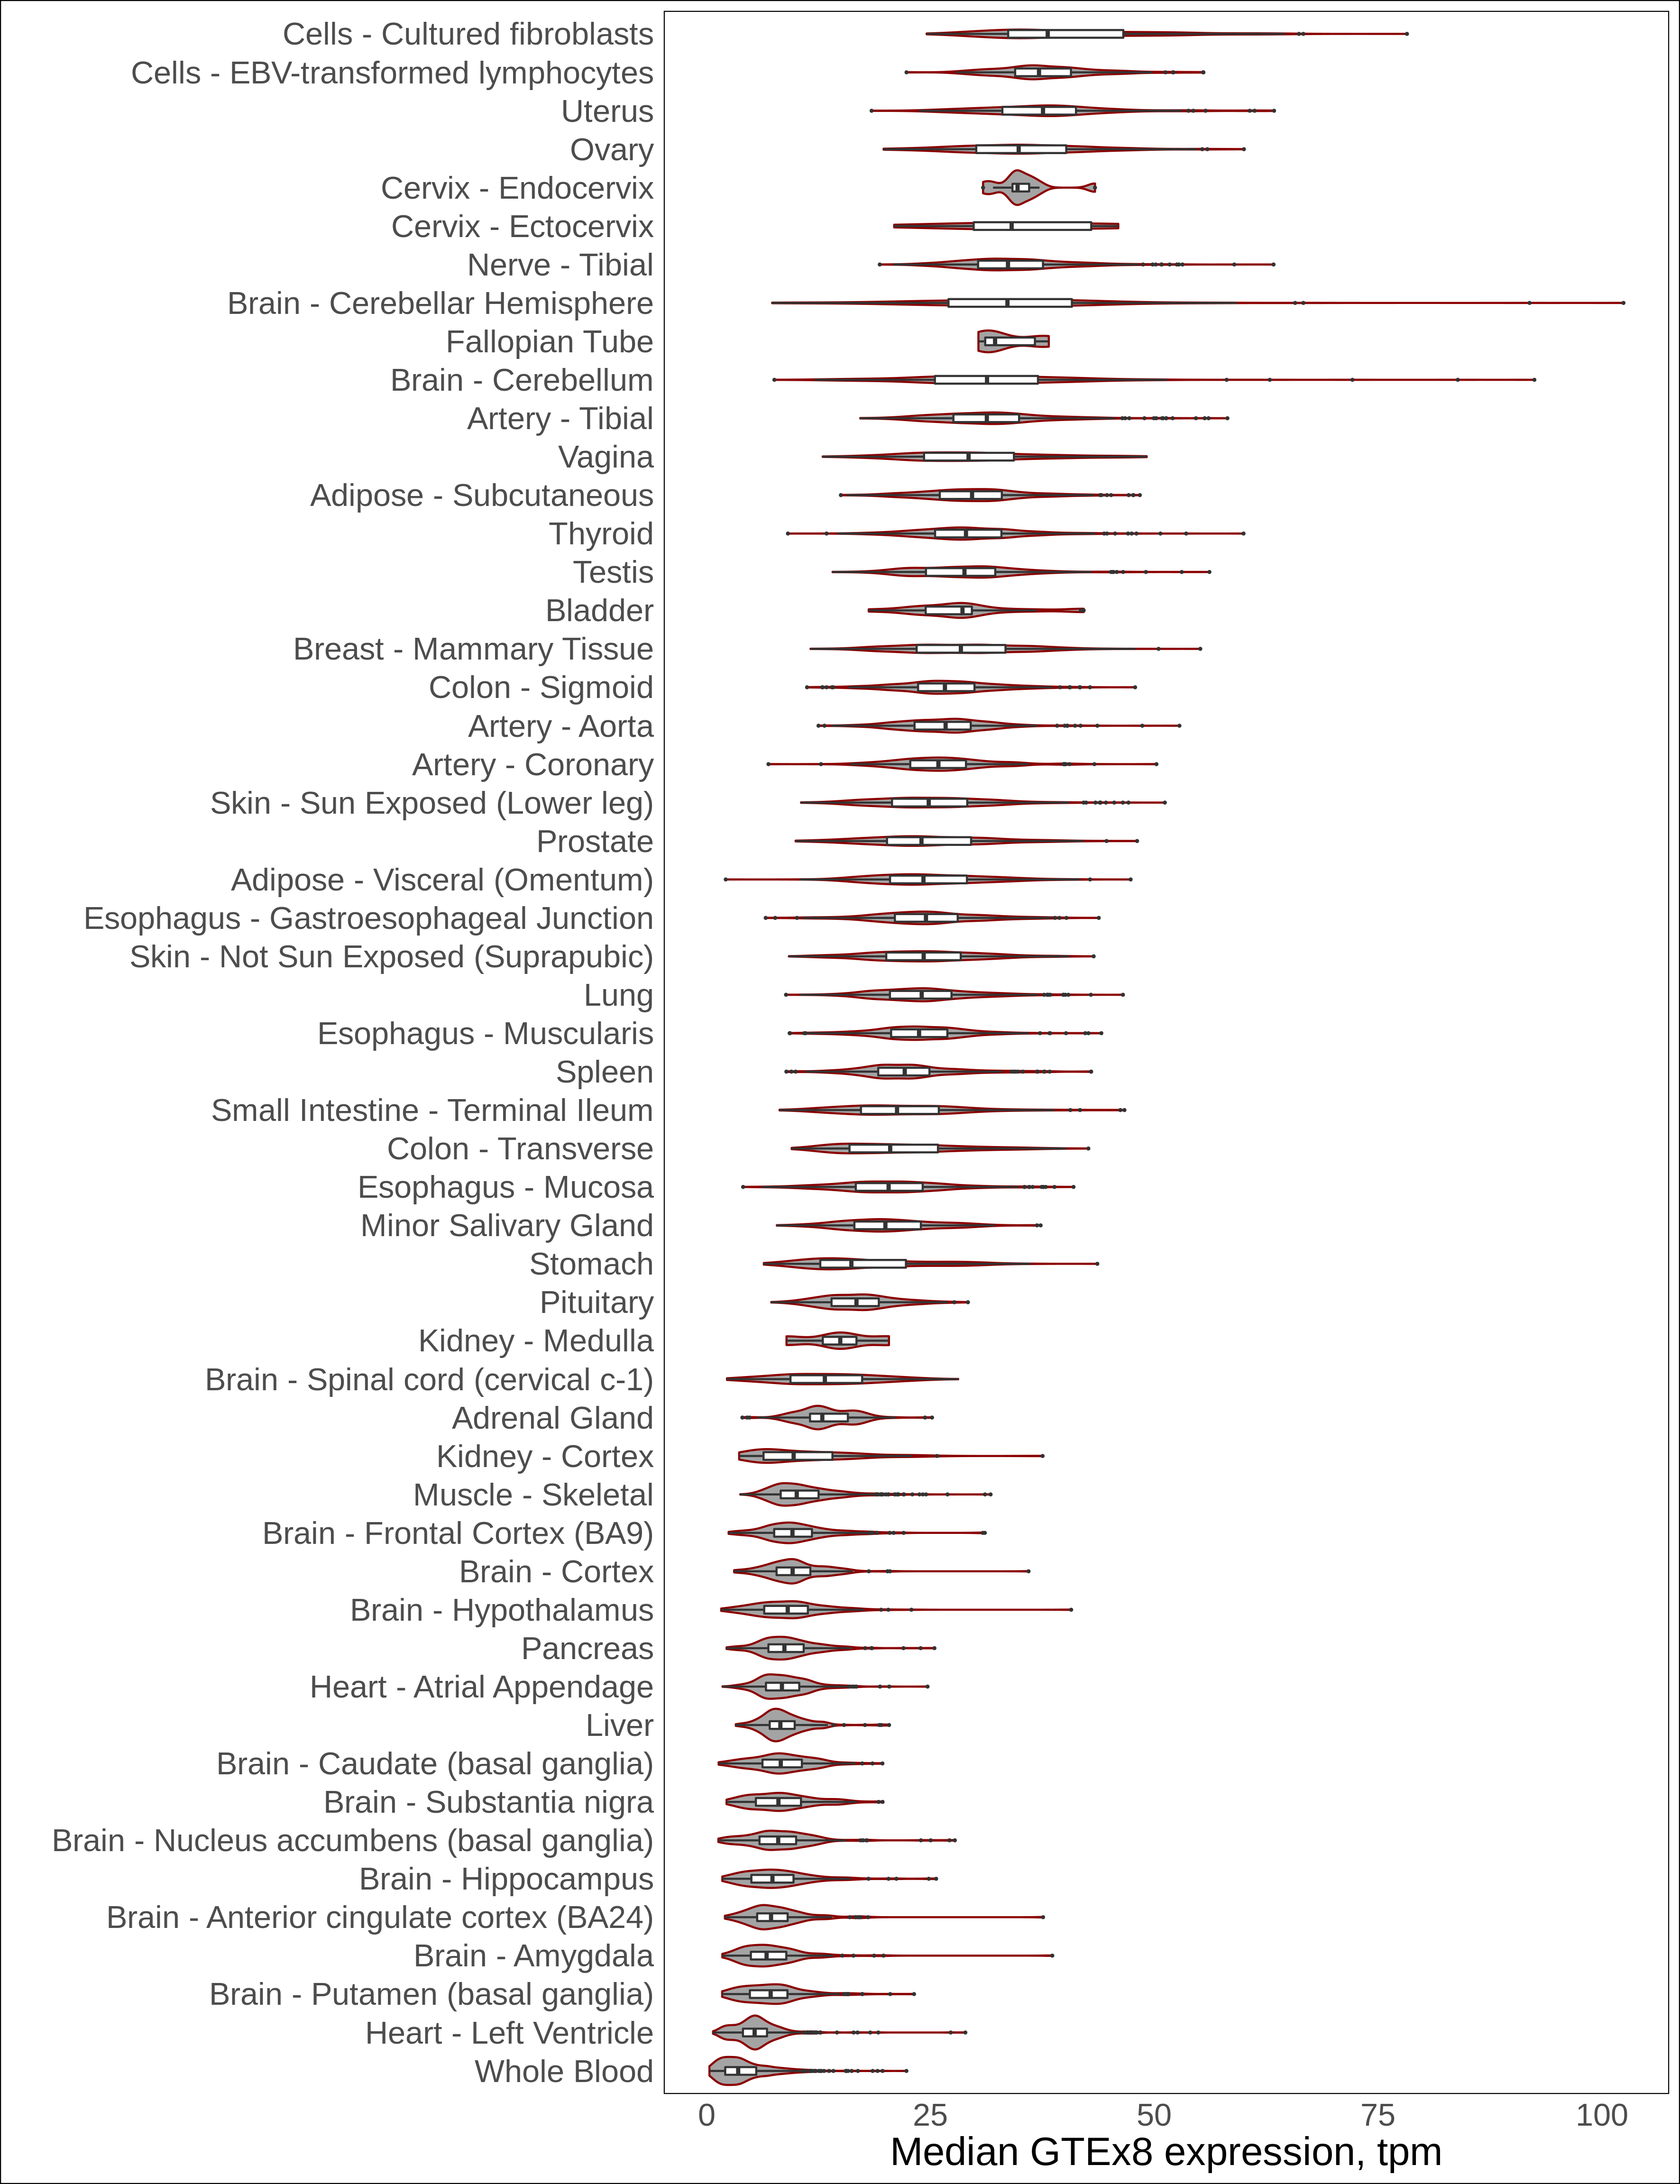 Cells - Cultured fibroblasts
Cells - EBV-transformed lymphocytes
Uterus
Ovary
Cervix - Endocervix
Cervix - Ectocervix
Nerve - Tibial
Brain - Cerebellar Hemisphere
Fallopian Tube
Brain - Cerebellum
Artery - Tibial
Vagina
Adipose - Subcutaneous
Thyroid
Testis
Bladder
Breast - Mammary Tissue
Colon - Sigmoid
Artery - Aorta
Artery - Coronary
Skin - Sun Exposed (Lower leg)
Prostate
Adipose - Visceral (Omentum)
Esophagus - Gastroesophageal Junction
Skin - Not Sun Exposed (Suprapubic)
Lung
Esophagus - Muscularis
Spleen
Small Intestine - Terminal Ileum
Colon - Transverse
Esophagus - Mucosa
Minor Salivary Gland
Stomach
Pituitary
Kidney - Medulla
Brain - Spinal cord (cervical c-1)
Adrenal Gland
Kidney - Cortex
Muscle - Skeletal
Brain - Frontal Cortex (BA9)
Brain - Cortex
Brain - Hypothalamus
Pancreas
Heart - Atrial Appendage
Liver
Brain - Caudate (basal ganglia)
Brain - Substantia nigra
Brain - Nucleus accumbens (basal ganglia)
Brain - Hippocampus
Brain - Anterior cingulate cortex (BA24)
Brain - Amygdala
Brain - Putamen (basal ganglia)
Heart - Left Ventricle
Whole Blood
0 25 50 75 100
Median GTEx8 expression, tpm